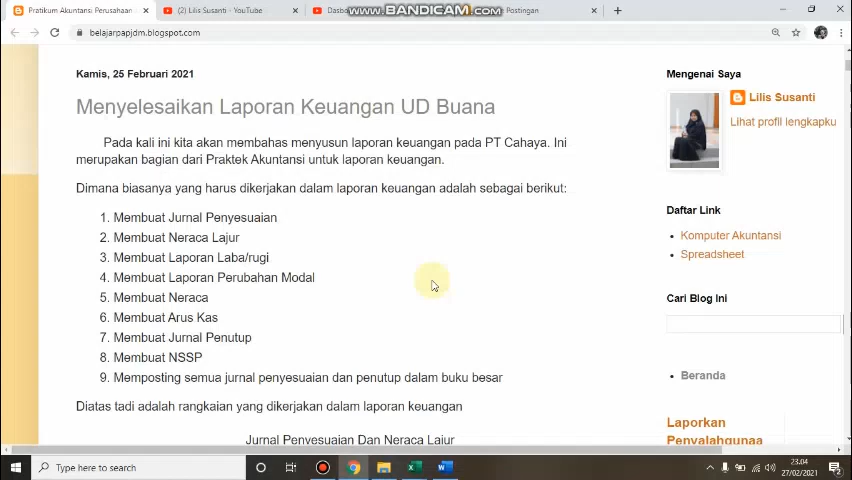 Pratikum Akuntansi Perusahaan
(2) Lilis Susanti - YouTube
Dasbo
www.BANDICAM.com
Postingan
belajarpapjdm.blogspot.com
Kamis, 25 Februari 2021
Menyelesaikan Laporan Keuangan UD Buana
Pada kali ini kita akan membahas menyusun laporan keuangan pada PT Cahaya. Ini
merupakan bagian dari Praktek Akuntansi untuk laporan keuangan.
Dimana biasanya yang harus dikerjakan dalam laporan keuangan adalah sebagai berikut:
1. Membuat Jurnal Penyesuaian
2. Membuat Neraca Lajur
3. Membuat Laporan Laba/rugi
4. Membuat Laporan Perubahan Modal
5. Membuat Neraca
6. Membuat Arus Kas
7. Membuat Jurnal Penutup
8. Membuat NSSP
9. Memposting semua jurnal penyesuaian dan penutup dalam buku besar
Diatas tadi adalah rangkaian yang dikerjakan dalam laporan keuangan
Jurnal Penyesuaian Dan Neraca Lajur
Mengenai Saya
Lilis Susanti
Lihat profil lengkapku
Daftar Link
Komputer Akuntansi
Spreadsheet
Cari Blog Ini
Beranda
Laporkan
Penyalahgunaa
Type here to search
23.04
27/02/2021
2